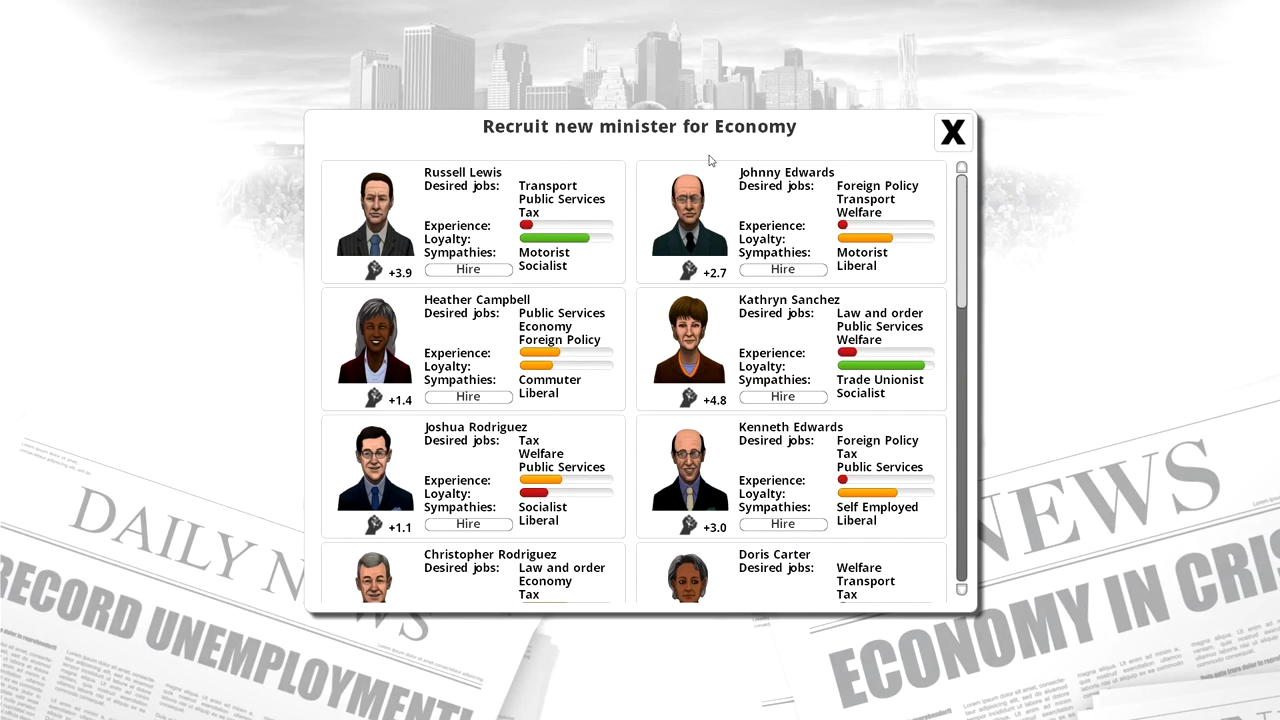 Recruit new minister for Economy
X
Russell Lewis
Desired jobs: Transport
Public Services
Tax
Experience:
Loyalty:
Sympathies: Motorist
Socialist
+3.9 Hire
Johnny Edwards
Desired jobs: Foreign Policy
Transport
Welfare
Experience:
Loyalty:
Sympathies: Motorist
Liberal
+2.7 Hire
Heather Campbell
Desired jobs: Public Services
Economy
Foreign Policy
Experience:
Loyalty:
Sympathies: Commuter
Liberal
+1.4 Hire
Kathryn Sanchez
Desired jobs: Law and order
Public Services
Welfare
Experience:
Loyalty:
Sympathies: Trade Unionist
Socialist
+4.8 Hire
Joshua Rodriguez
Desired jobs: Tax
Welfare
Public Services
Experience:
Loyalty:
Sympathies: Socialist
Liberal
+1.1 Hire
Kenneth Edwards
Desired jobs: Foreign Policy
Tax
Public Services
Experience:
Loyalty:
Sympathies: Self Employed
Liberal
+3.0 Hire
Christopher Rodriguez
Desired jobs: Law and order
Economy
Tax
Doris Carter
Desired jobs: Welfare
Transport
Tax
DAILY N
WS
RECORD UNEMPLOYMENT!
NEWS
ECONOMY IN CRIS